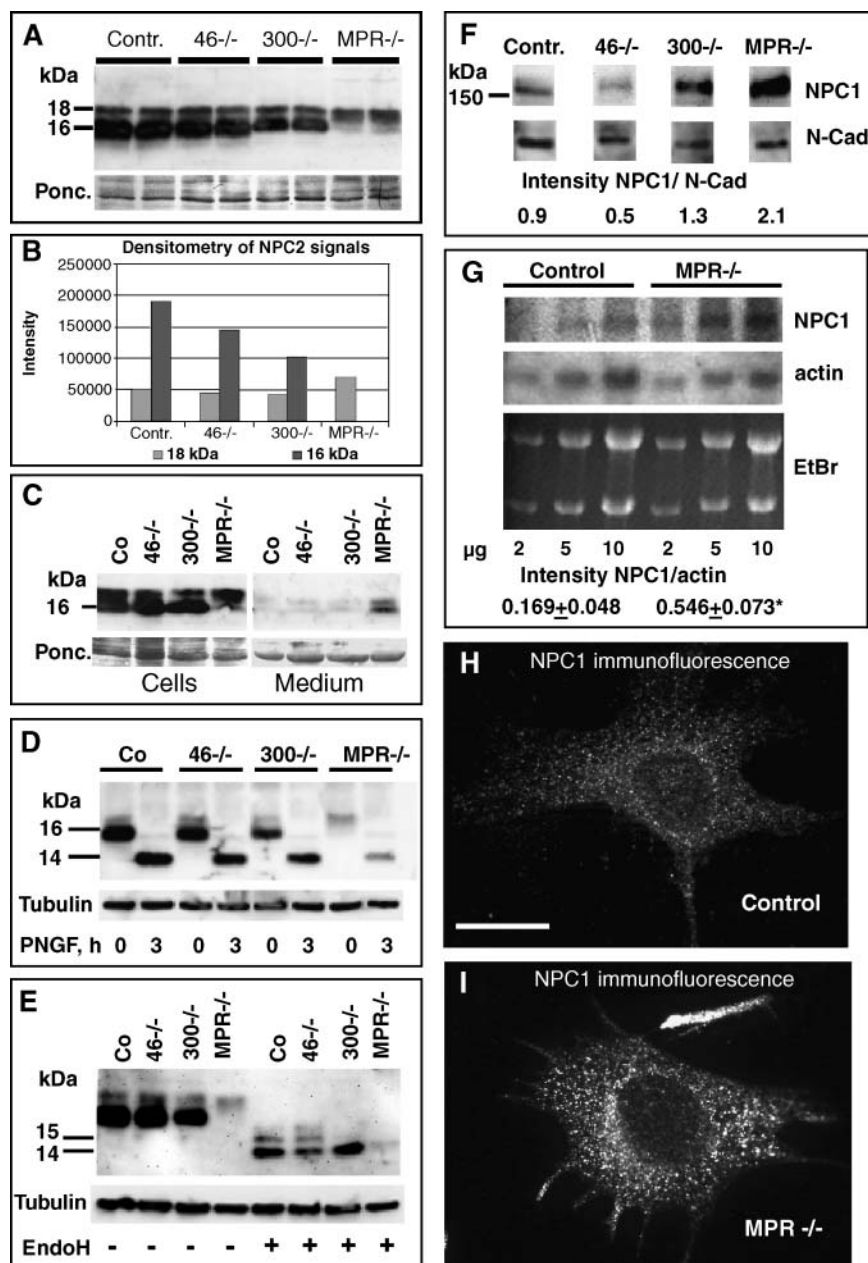 A
Contr. 46-/- 300-/- MPR-/-
kDa
18
16
Ponc.
B
Densitometry of NPC2 signals
Intensity
250000
200000
150000
100000
50000
0
Contr. 46-/- 300-/- MPR-/-
18 kDa 16 kDa
C
Co 46-/- 300-/- MPR-/- Co 46-/- 300-/- MPR-/-
kDa
16
Ponc.
Cells Medium
D
Co 46-/- 300-/- MPR-/-
kDa
16
14
Tubulin
PNGF, h 0 3 0 3 0 3 0 3
E
Co 46-/- 300-/- MPR-/- Co 46-/- 300-/- MPR-/-
kDa
15
14
Tubulin
EndoH - - - - + + + +
F
Contr. 46-/- 300-/- MPR-/-
kDa
150
NPC1
N-Cad
Intensity NPC1/ N-Cad
0.9 0.5 1.3 2.1
G
Control MPR-/-
NPC1
actin
EtBr
µg 2 5 10 2 5 10
Intensity NPC1/actin
0.169±0.048 0.546±0.073*
H
NPC1 immunofluorescence
Control
I
NPC1 immunofluorescence
MPR -/-